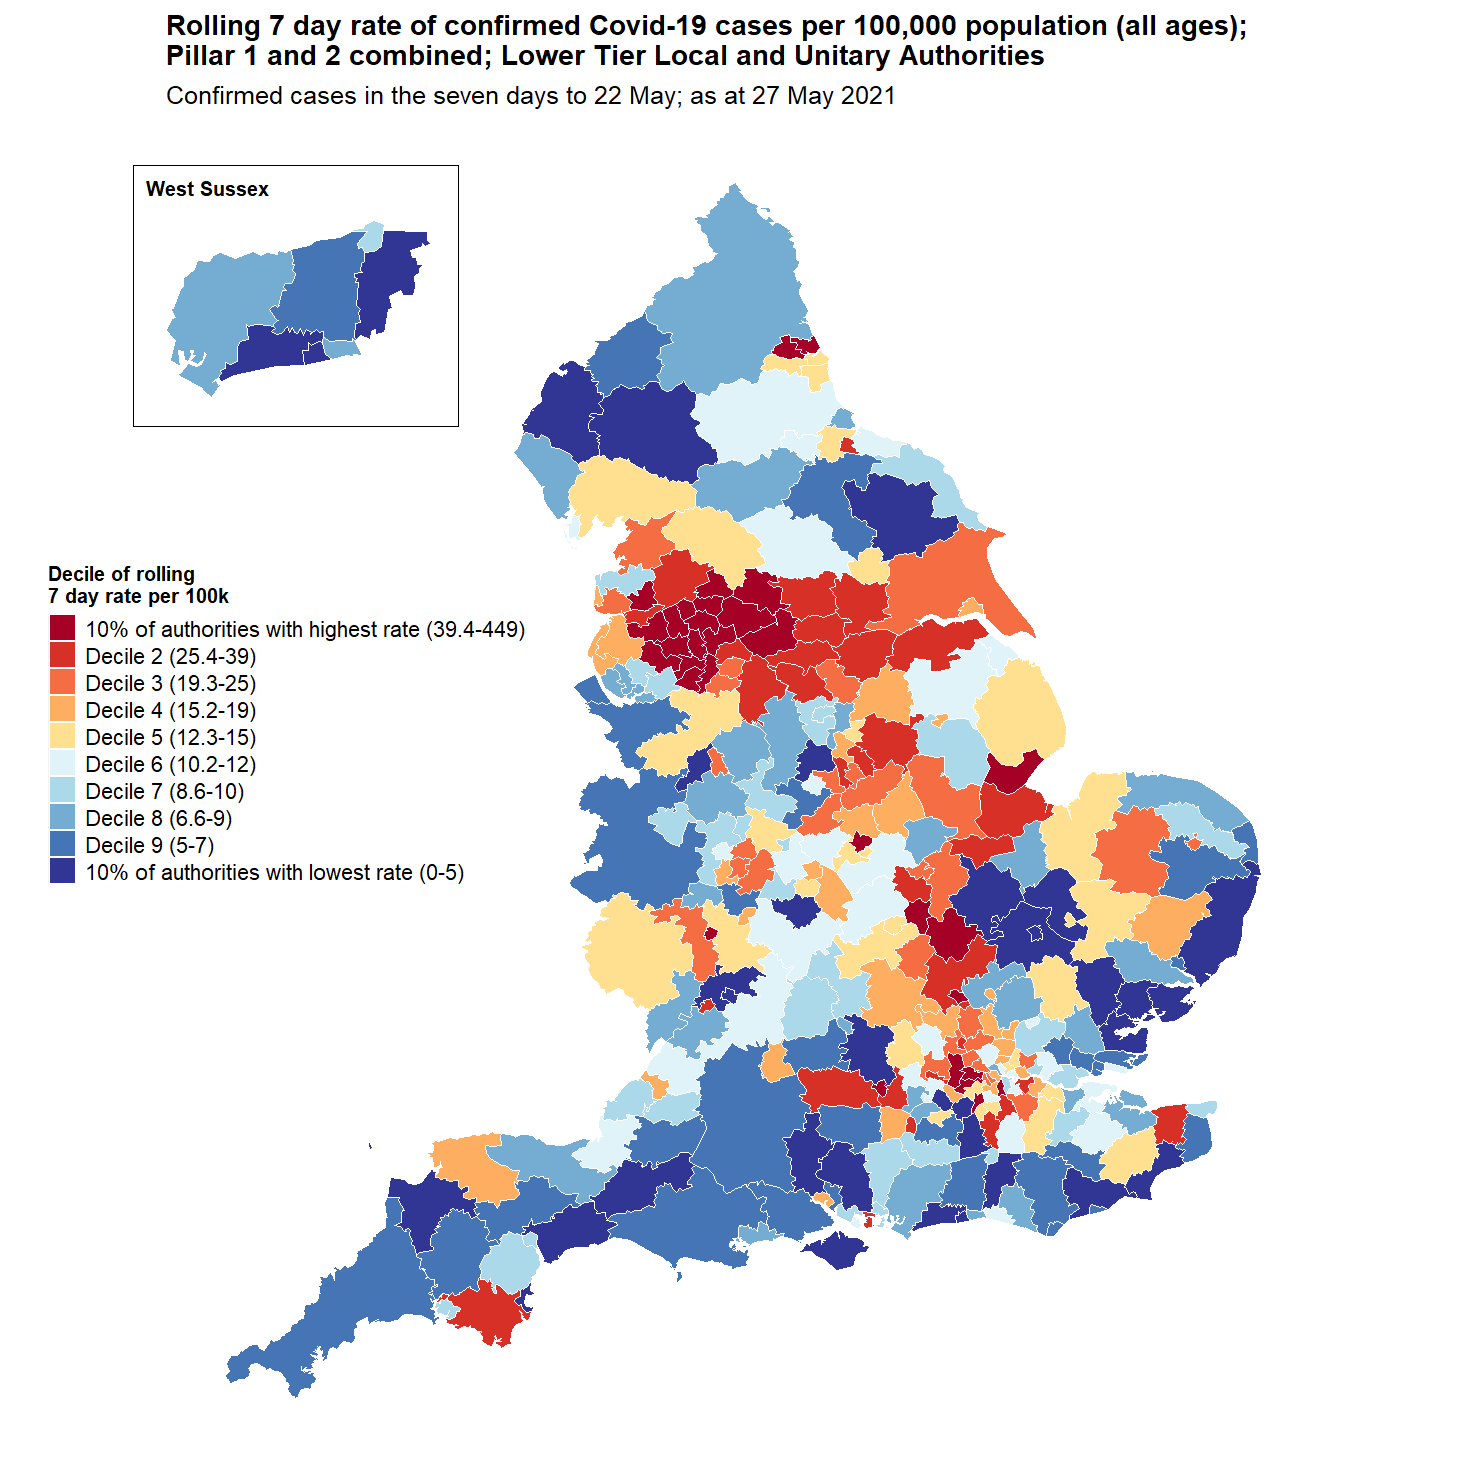 Rolling 7 day rate of confirmed Covid-19 cases per 100,000 population (all ages);
Pillar 1 and 2 combined; Lower Tier Local and Unitary Authorities
Confirmed cases in the seven days to 22 May; as at 27 May 2021
West Sussex
Decile of rolling
7 day rate per 100k
10% of authorities with highest rate (39.4-449)
Decile 2 (25.4-39)
Decile 3 (19.3-25)
Decile 4 (15.2-19)
Decile 5 (12.3-15)
Decile 6 (10.2-12)
Decile 7 (8.6-10)
Decile 8 (6.6-9)
Decile 9 (5-7)
10% of authorities with lowest rate (0-5)